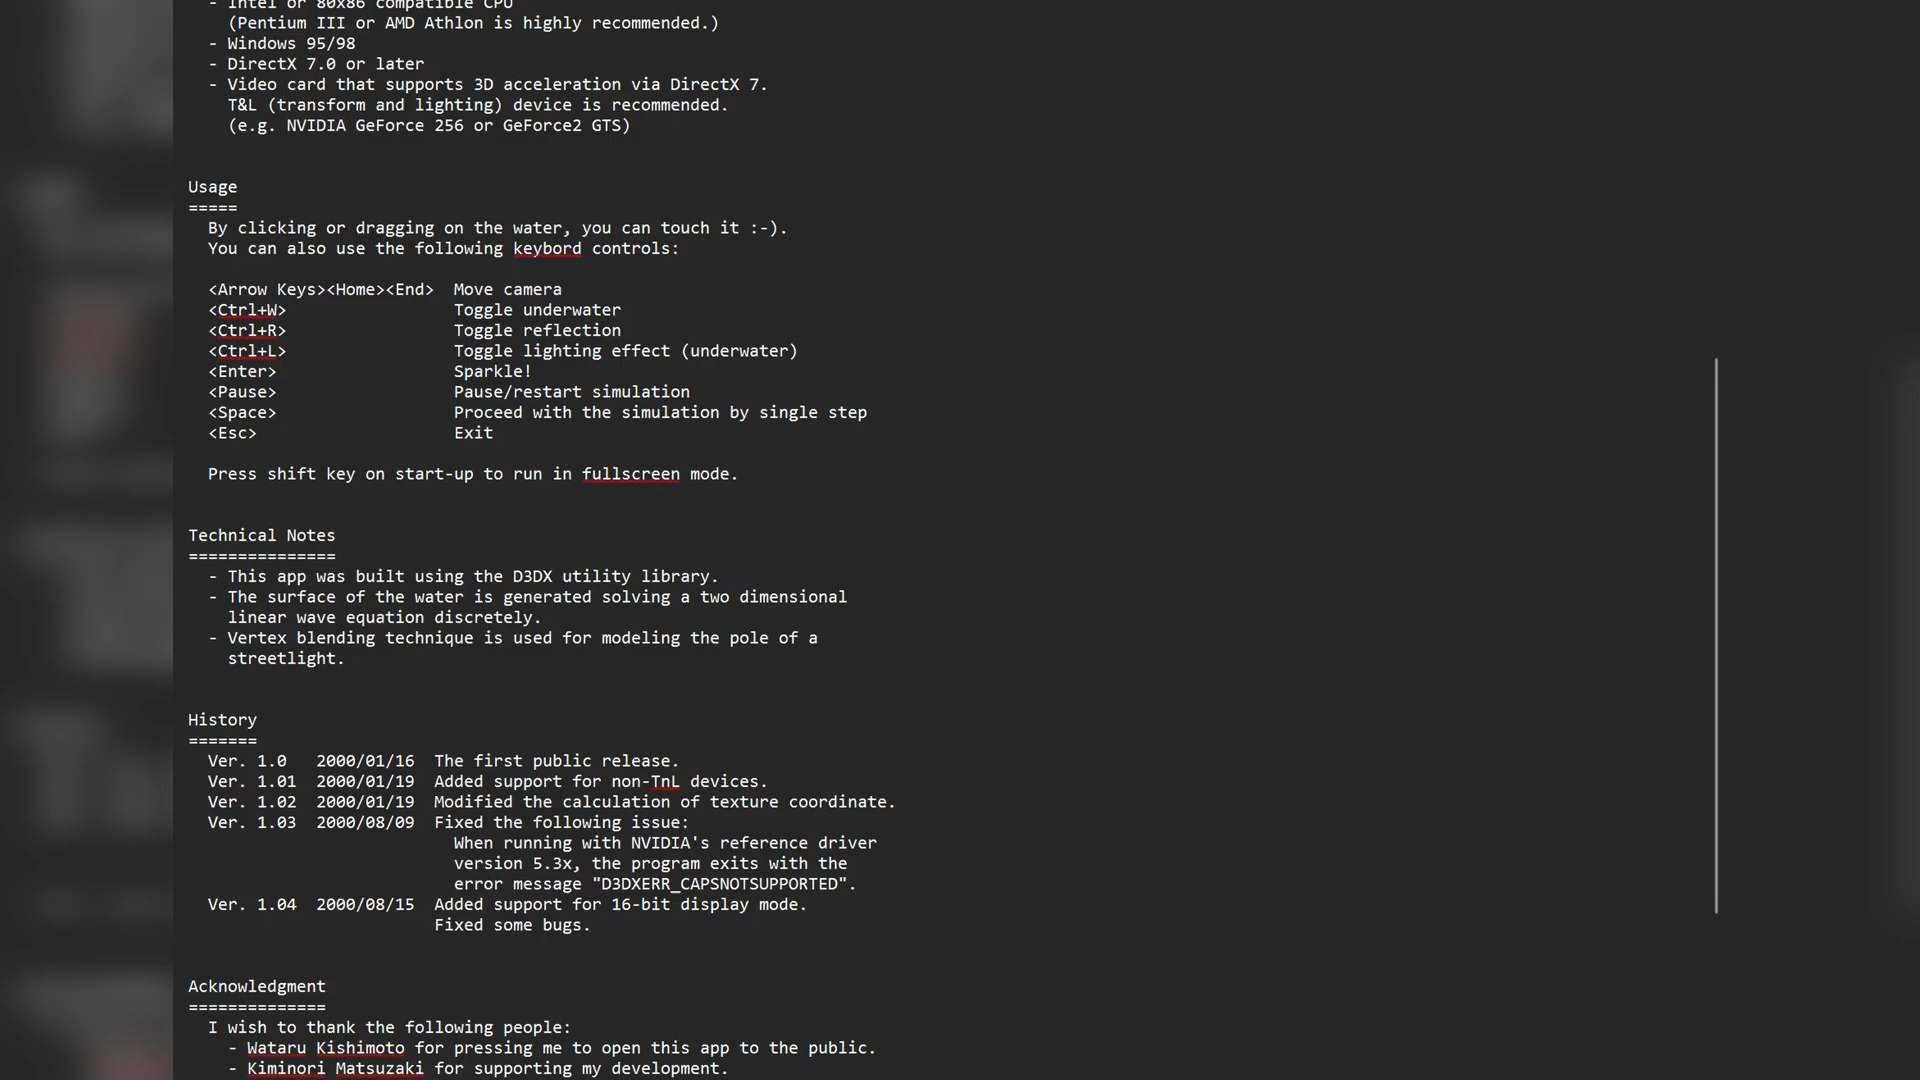 - Intel or 80x86 compatible CPU
(Pentium III or AMD Athlon is highly recommended.)
- Windows 95/98
- DirectX 7.0 or later
- Video card that supports 3D acceleration via DirectX 7.
T&L (transform and lighting) device is recommended.
(e.g. NVIDIA GeForce 256 or GeForce2 GTS)
Usage
=====
By clicking or dragging on the water, you can touch it :-).
You can also use the following keybord controls:
<Arrow Keys><Home><End>  Move camera
<Ctrl+W>                 Toggle underwater
<Ctrl+R>                 Toggle reflection
<Ctrl+L>                 Toggle lighting effect (underwater)
<Enter>                  Sparkle!
<Pause>                  Pause/restart simulation
<Space>                  Proceed with the simulation by single step
<Esc>                    Exit
Press shift key on start-up to run in fullscreen mode.
Technical Notes
===============
- This app was built using the D3DX utility library.
- The surface of the water is generated solving a two dimensional
linear wave equation discretely.
- Vertex blending technique is used for modeling the pole of a
streetlight.
History
=======
Ver. 1.0   2000/01/16  The first public release.
Ver. 1.01  2000/01/19  Added support for non-TnL devices.
Ver. 1.02  2000/01/19  Modified the calculation of texture coordinate.
Ver. 1.03  2000/08/09  Fixed the following issue:
When running with NVIDIA's reference driver
version 5.3x, the program exits with the
error message "D3DXERR_CAPSNOTSUPPORTED".
Ver. 1.04  2000/08/15  Added support for 16-bit display mode.
Fixed some bugs.
Acknowledgment
==============
I wish to thank the following people:
- Wataru Kishimoto for pressing me to open this app to the public.
- Kiminori Matsuzaki for supporting my development.